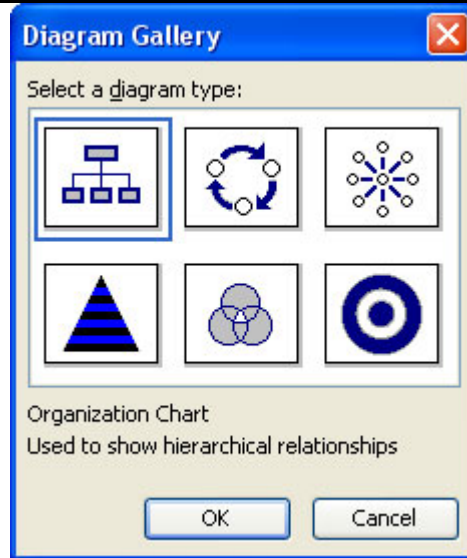 Diagram Gallery
Select a diagram type:
Organization Chart
Used to show hierarchical relationships
OK
Cancel